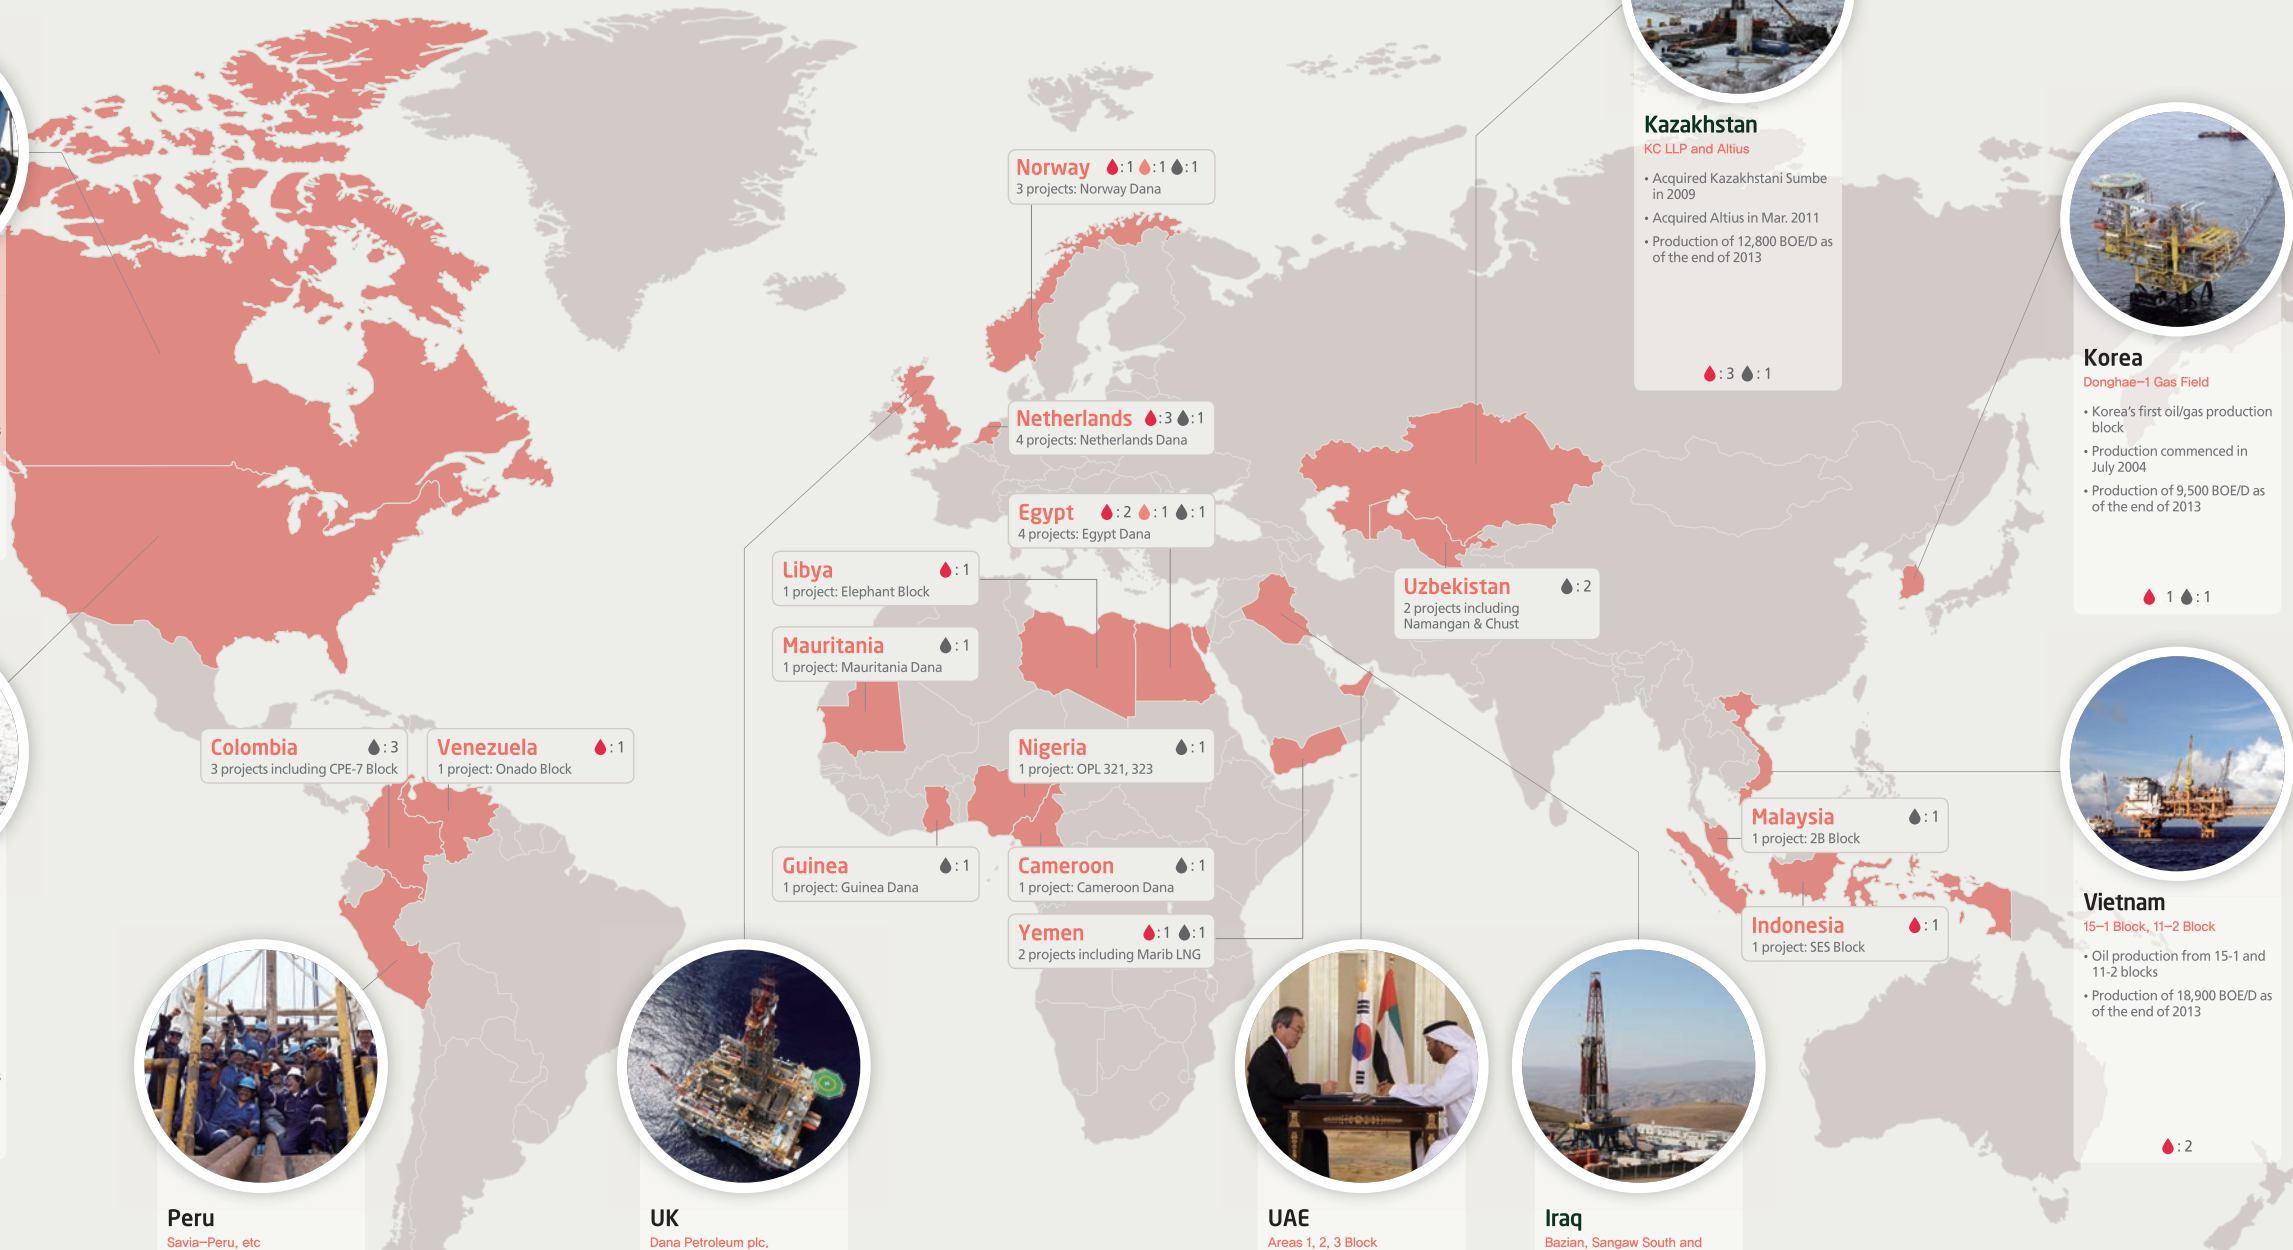 Kazakhstan
KC LLP and Altius
• Acquired Kazakhstani Sumbe
in 2009
• Acquired Altius in Mar. 2011
• Production of 12,800 BOE/D as
of the end of 2013
: 3 : 1
Norway :1 :1 :1
3 projects: Norway Dana
Netherlands :3 :1
4 projects: Netherlands Dana
Egypt : 2 : 1 : 1
4 projects: Egypt Dana
Libya : 1
1 project: Elephant Block
Mauritania : 1
1 project: Mauritania Dana
Uzbekistan : 2
2 projects including
Namangan & Chust
Korea
Donghae–1 Gas Field
• Korea's first oil/gas production
block
• Production commenced in
July 2004
• Production of 9,500 BOE/D as
of the end of 2013
1 : 1
Colombia : 3
3 projects including CPE-7 Block
Venezuela : 1
1 project: Onado Block
Nigeria : 1
1 project: OPL 321, 323
Guinea : 1
1 project: Guinea Dana
Cameroon : 1
1 project: Cameroon Dana
Yemen :1 :1
2 projects including Marib LNG
Malaysia : 1
1 project: 2B Block
Indonesia : 1
1 project: SES Block
Vietnam
15–1 Block, 11–2 Block
• Oil production from 15-1 and
11-2 blocks
• Production of 18,900 BOE/D as
of the end of 2013
: 2
Peru
Savia–Peru, etc
UK
Dana Petroleum plc,
UAE
Areas 1, 2, 3 Block
Iraq
Bazian, Sangaw South and